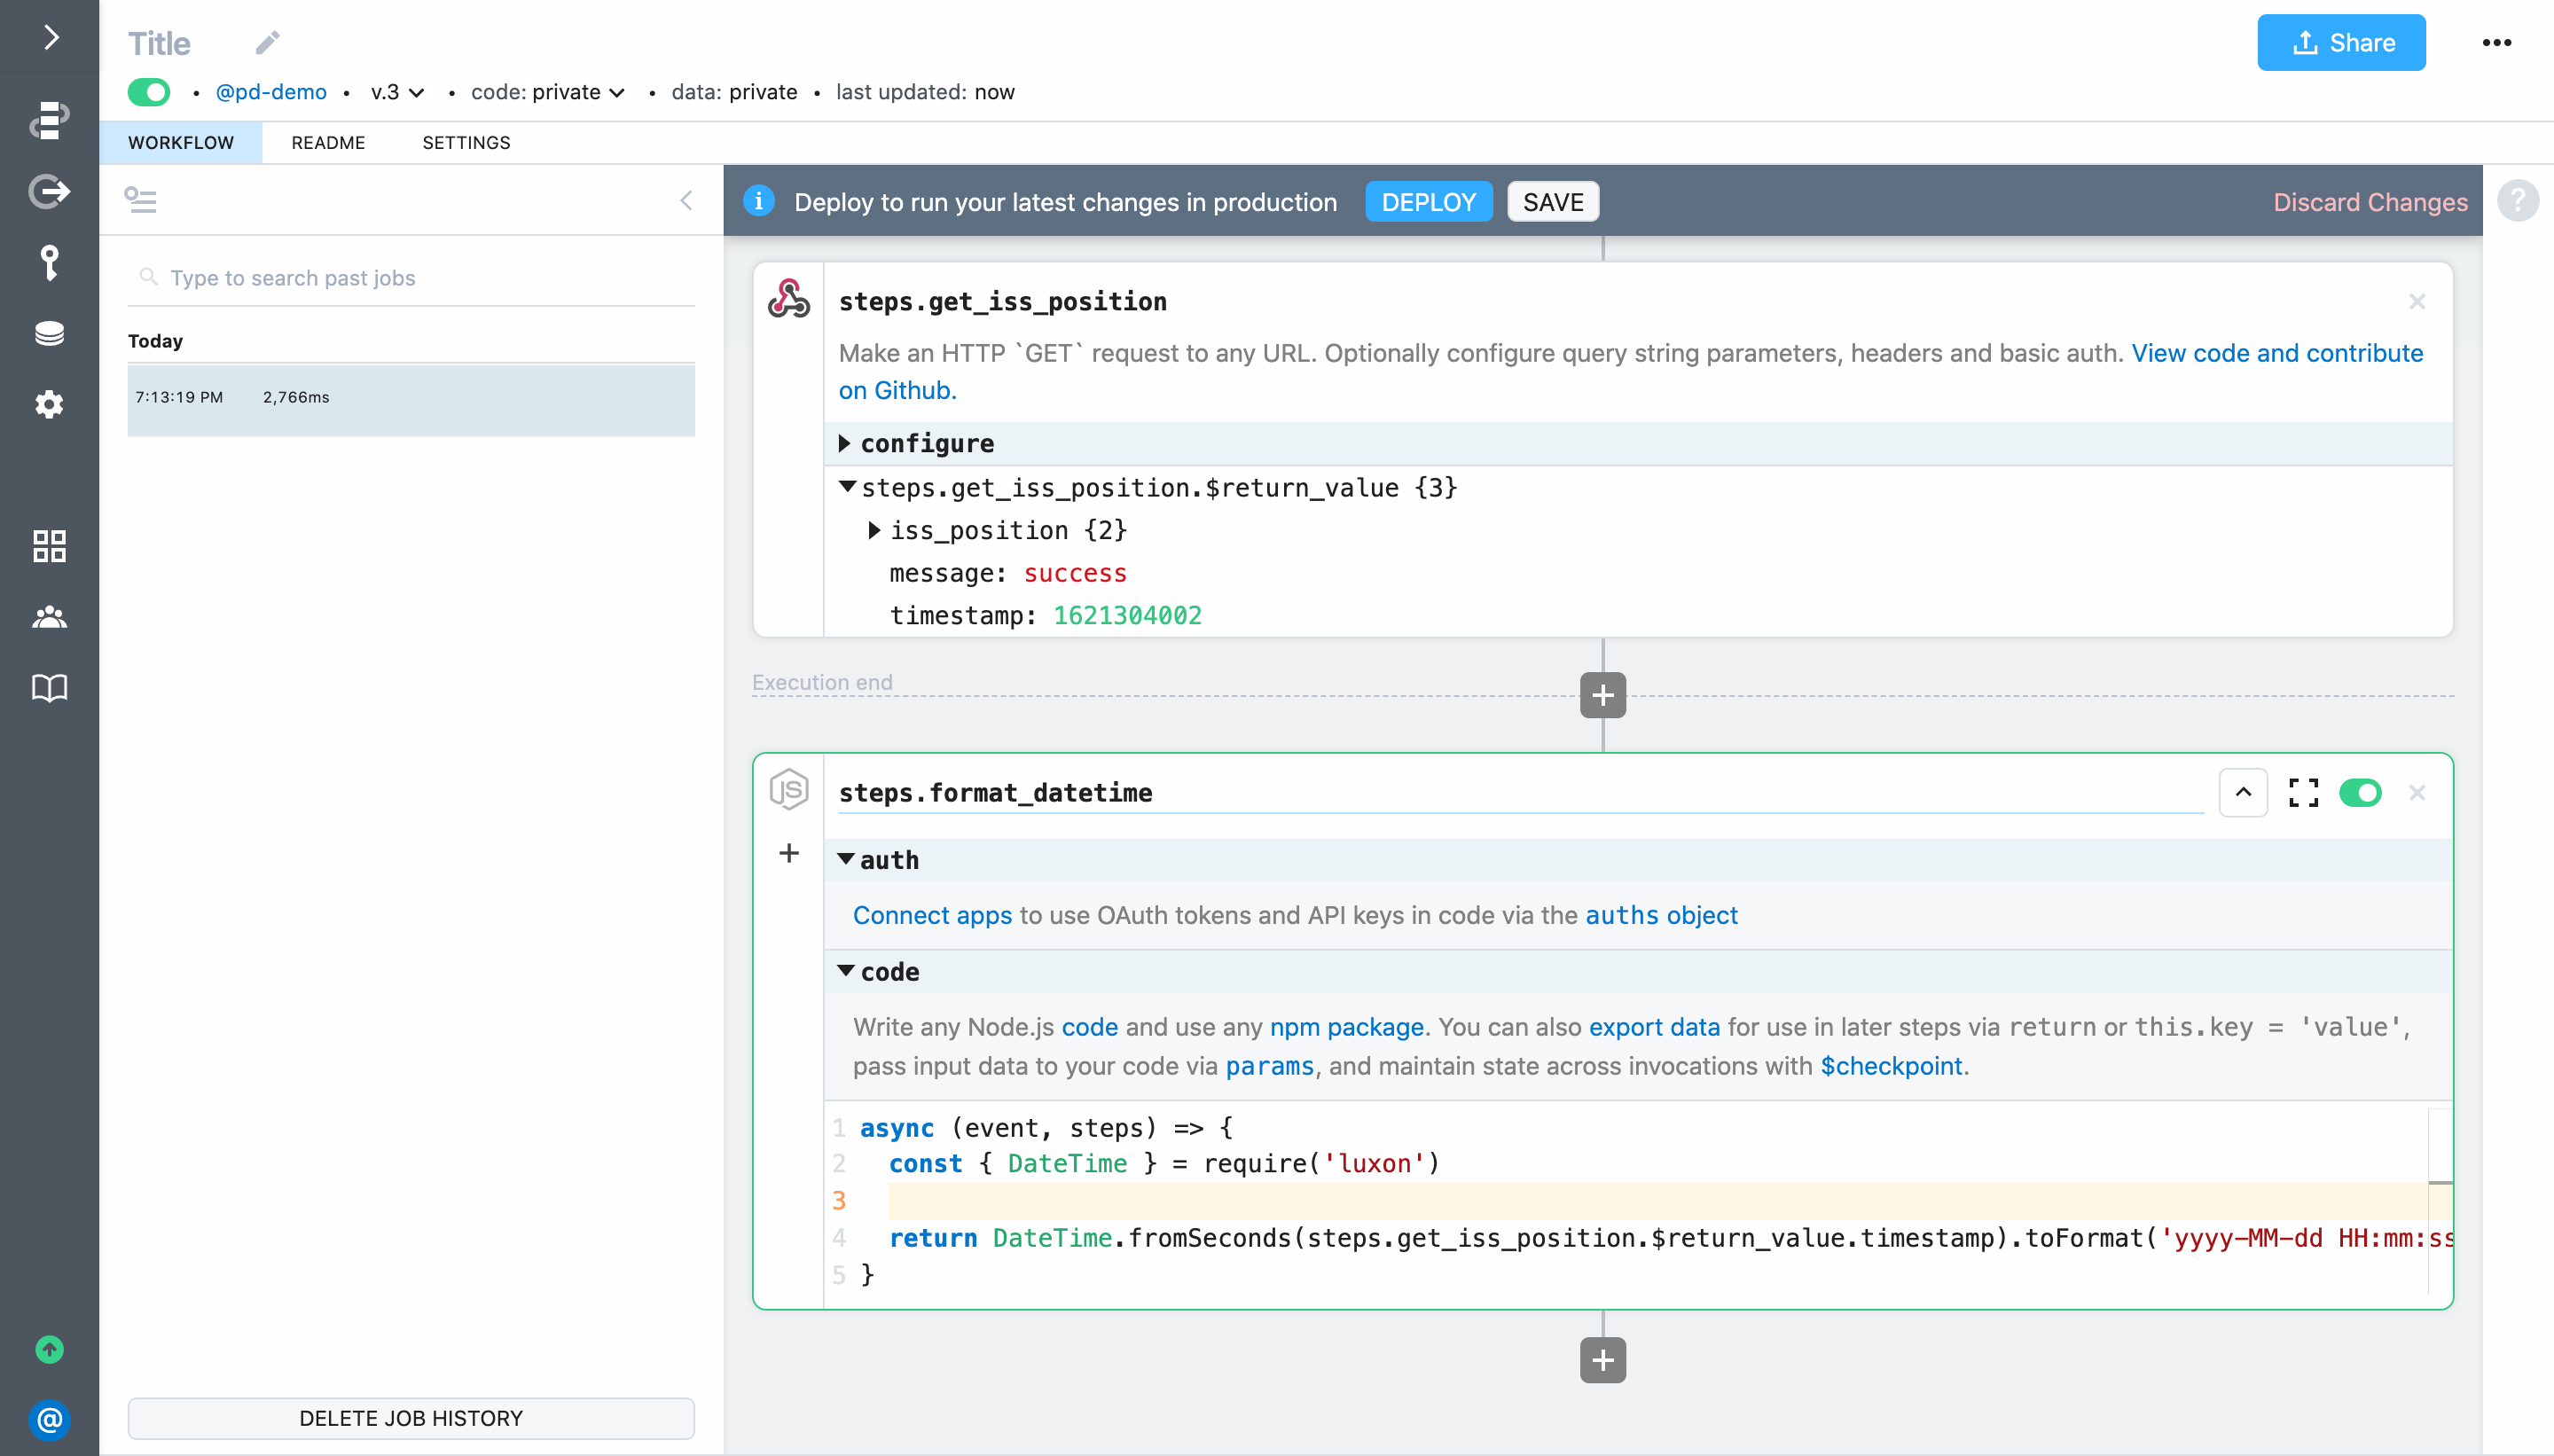 Title
Share
@pd-demo • v.3 • code: private • data: private • last updated: now
WORKFLOW README SETTINGS
Deploy to run your latest changes in production DEPLOY SAVE Discard Changes
?
Type to search past jobs
Today
7:13:19 PM 2,766ms
DELETE JOB HISTORY
steps.get_iss_position
Make an HTTP `GET` request to any URL. Optionally configure query string parameters, headers and basic auth. View code and contribute
on Github.
configure
steps.get_iss_position.$return_value {3}
iss_position {2}
message: success
timestamp: 1621304002
Execution end
JS
steps.format_datetime
auth
Connect apps to use OAuth tokens and API keys in code via the auths object
code
Write any Node.js code and use any npm package. You can also export data for use in later steps via return or this.key = 'value',
pass input data to your code via params, and maintain state across invocations with $checkpoint.
1 async (event, steps) => {
2 const { DateTime } = require('luxon')
3
4 return DateTime.fromSeconds(steps.get_iss_position.$return_value.timestamp).toFormat('yyyy-MM-dd HH:mm:ss
5 }
@